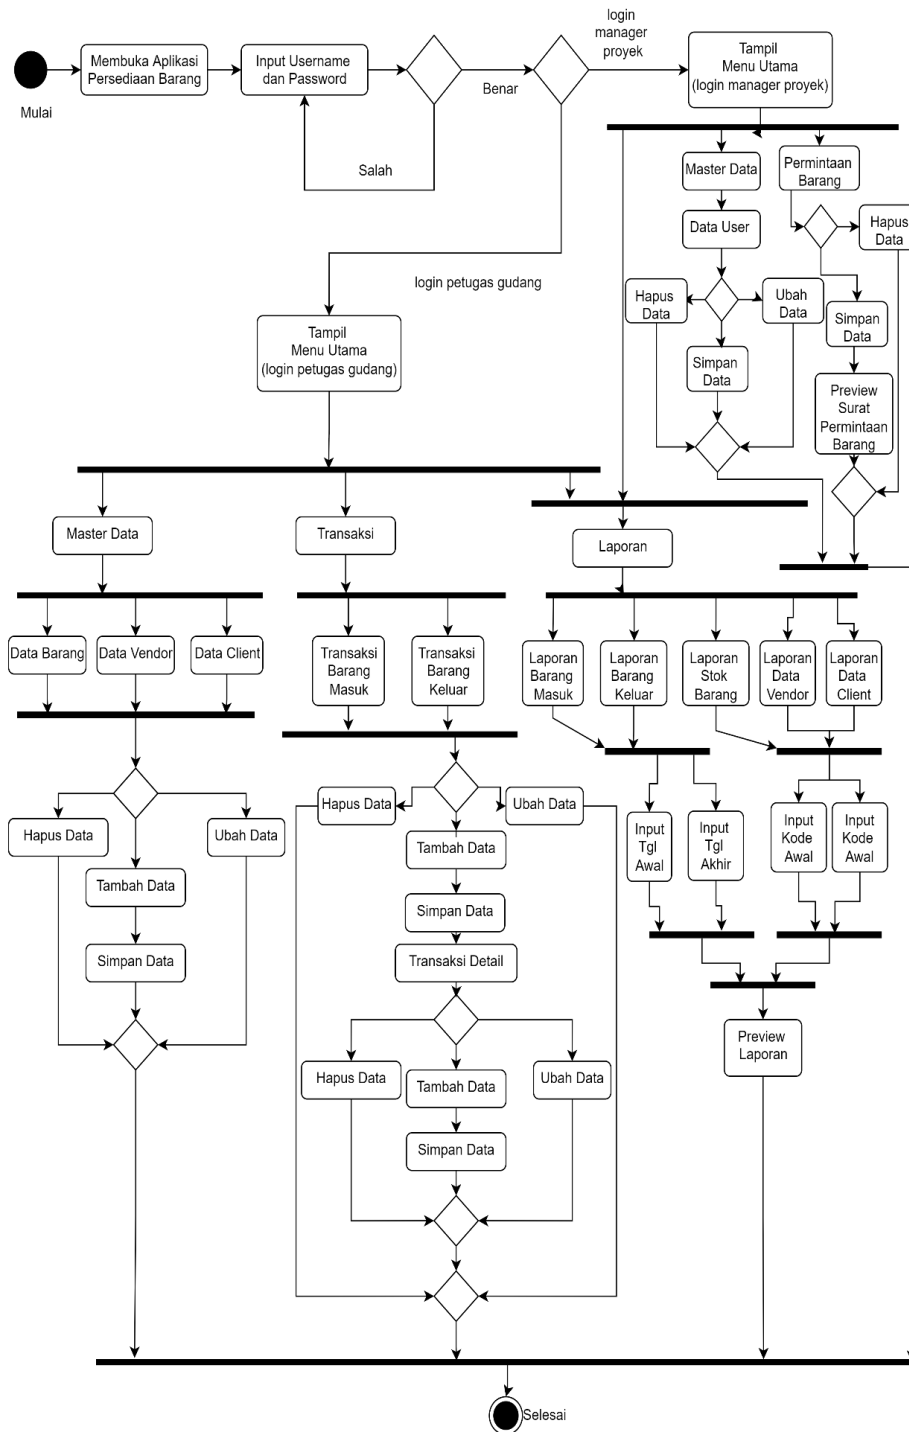 login
manager
proyek
Membuka Aplikasi
Persediaan Barang
Input Username
dan Password
Tampil
Menu Utama
(login manager proyek)
Mulai
Benar
Salah
Master Data
Permintaan
Barang
Data User
Hapus
Data
login petugas gudang
Hapus
Data
Ubah
Data
Simpan
Data
Tampil
Menu Utama
(login petugas gudang)
Simpan
Data
Preview
Surat
Permintaan
Barang
Master Data
Transaksi
Laporan
Data Barang
Data Vendor
Data Client
Transaksi
Barang
Masuk
Transaksi
Barang
Keluar
Laporan
Barang
Masuk
Laporan
Barang
Keluar
Laporan
Stok
Barang
Laporan
Data
Vendor
Laporan
Data
Client
Hapus Data
Ubah Data
Tambah Data
Simpan Data
Hapus Data
Ubah Data
Tambah Data
Simpan Data
Transaksi Detail
Hapus Data
Ubah Data
Tambah Data
Simpan Data
Input
Tgl
Awal
Input
Tgl
Akhir
Input
Kode
Awal
Input
Kode
Awal
Preview
Laporan
Selesai